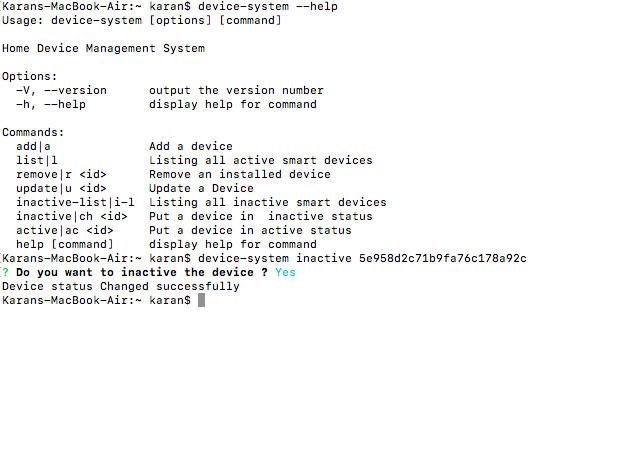 [Karans-MacBook-Air:~ karan$ device-system --help
Usage: device-system [options] [command]
Home Device Management System
Options:
  -V, --version      output the version number
  -h, --help         display help for command
Commands:
  add|a              Add a device
  list|l             Listing all active smart devices
  remove|r <id>      Remove an installed device
  update|u <id>      Update a Device
  inactive-list|i-l  Listing all inactive smart devices
  inactive|ch <id>   Put a device in  inactive status
  active|ac <id>     Put a device in active status
  help [command]     display help for command
[Karans-MacBook-Air:~ karan$ device-system inactive 5e958d2c71b9fa76c178a92c
[? Do you want to inactive the device ? Yes
Device status Changed successfully
Karans-MacBook-Air:~ karan$